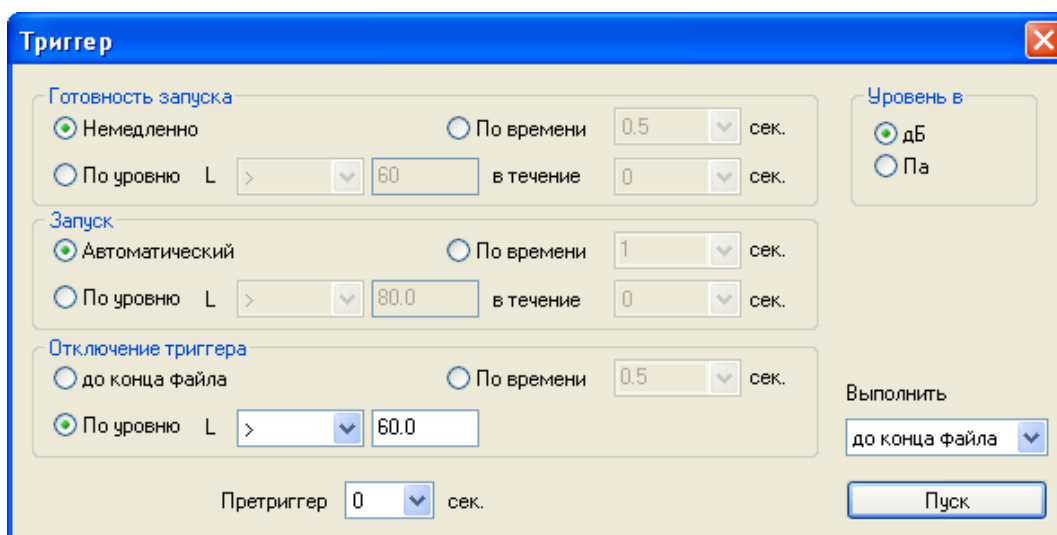 Триггер
Готовность запуска
Немедленно По времени 0.5 сек.
По уровню L > 60 в течение 0 сек.
Уровень в
дБ
Па
Запуск
Автоматический По времени 1 сек.
По уровню L > 80.0 в течение 0 сек.
Отключение триггера
до конца файла По времени 0.5 сек.
По уровню L > 60.0
Выполнить
до конца файла
Претриггер 0 сек.
Пуск